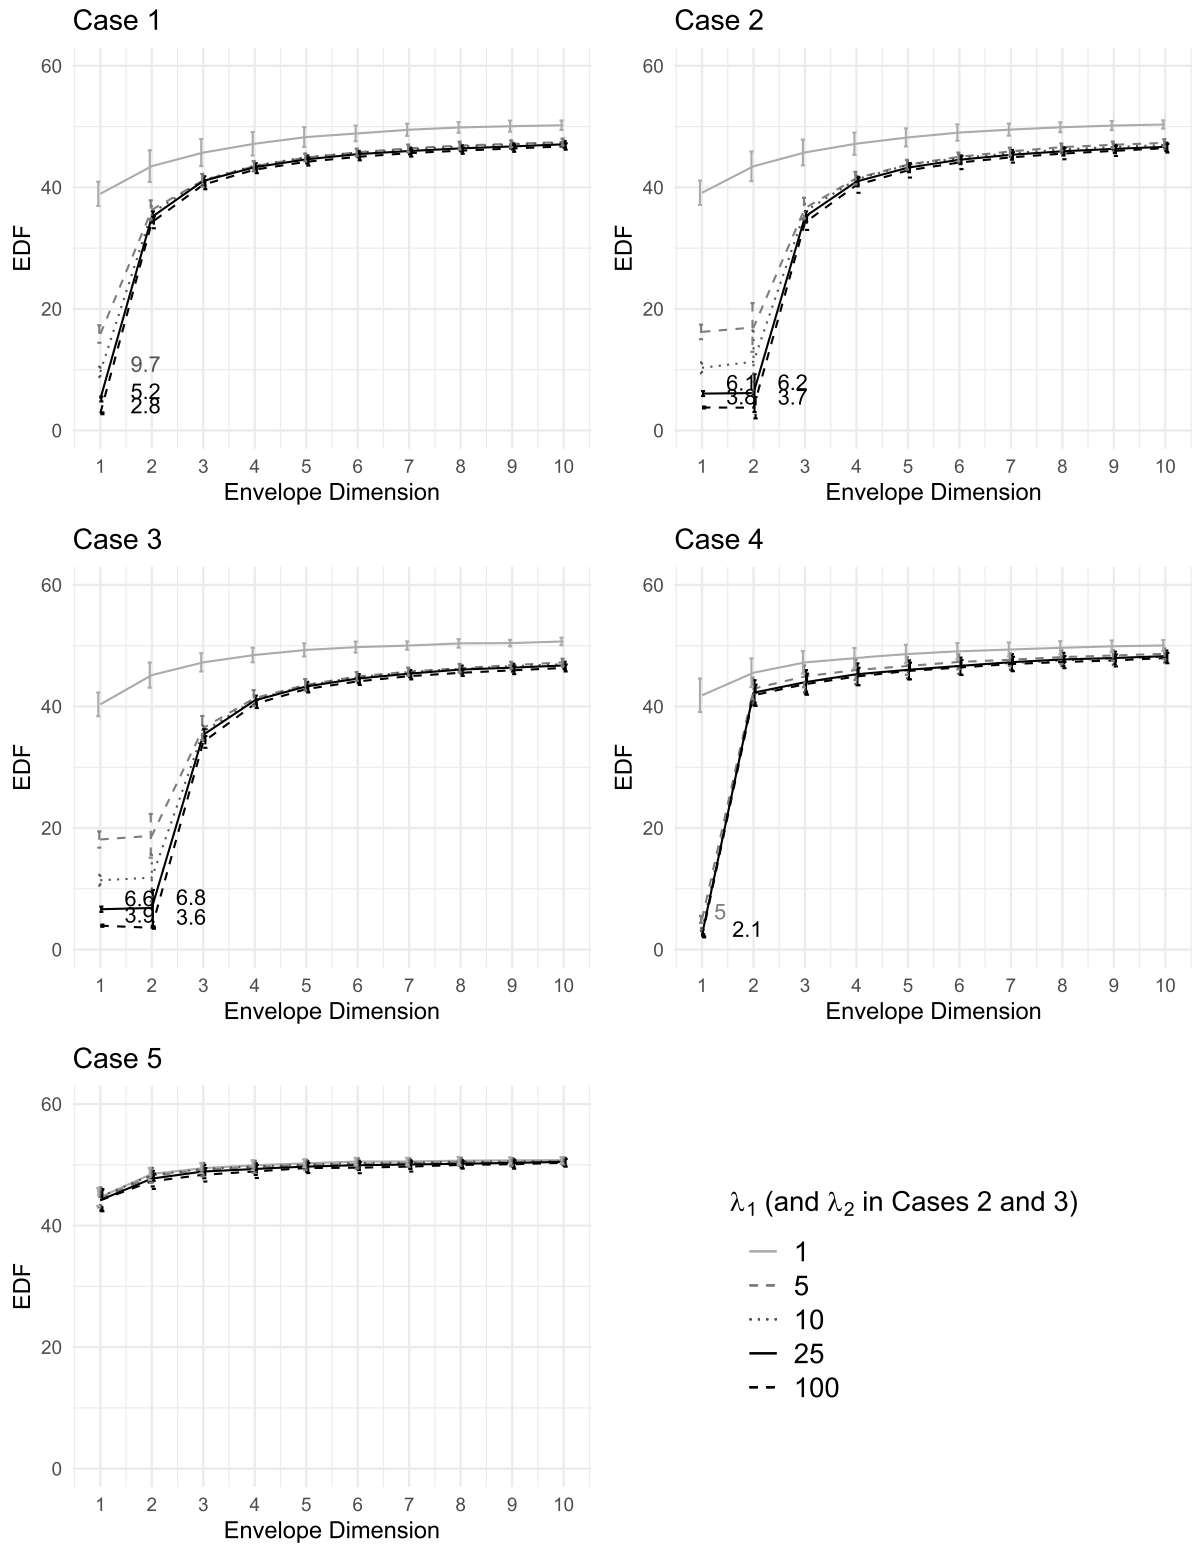 Case 1
60
40
20
0
EDF
9.7
5.2
2.8
1 2 3 4 5 6 7 8 9 10
Envelope Dimension
Case 2
60
40
20
0
EDF
6.1 6.2
3.8 3.7
1 2 3 4 5 6 7 8 9 10
Envelope Dimension
Case 3
60
40
20
0
EDF
6.6 6.8
3.9 3.6
1 2 3 4 5 6 7 8 9 10
Envelope Dimension
Case 4
60
40
20
0
EDF
5
2.1
1 2 3 4 5 6 7 8 9 10
Envelope Dimension
Case 5
60
40
20
0
EDF
1 2 3 4 5 6 7 8 9 10
Envelope Dimension
λ₁ (and λ₂ in Cases 2 and 3)
1
5
10
25
100